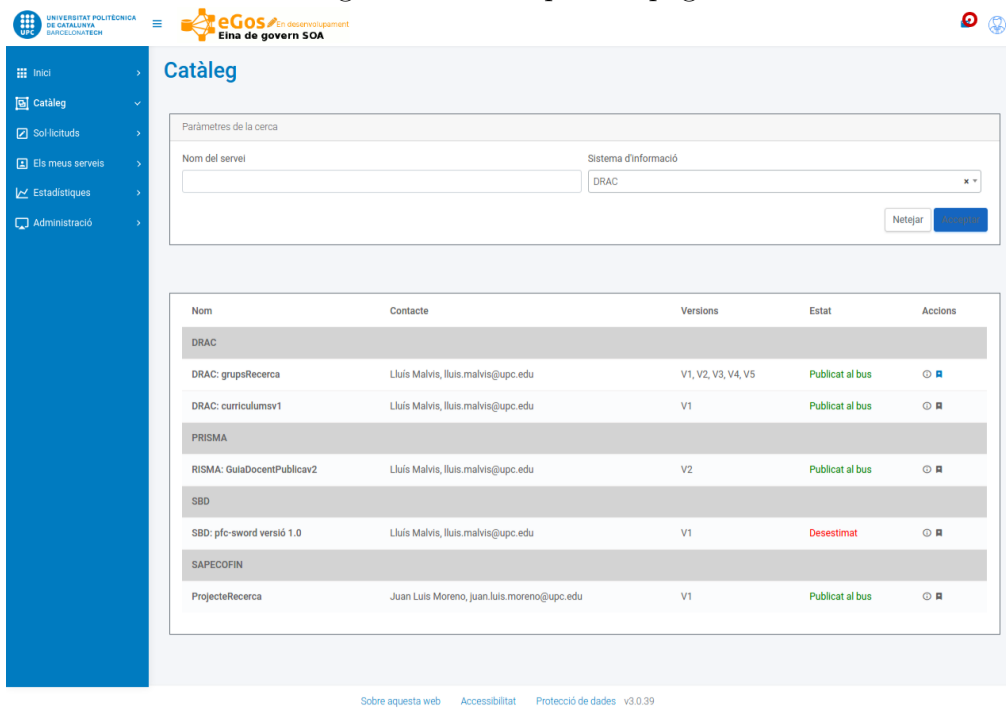 UNIVERSITAT POLITÈCNICA
DE CATALUNYA
BARCELONATECH
UPC
eGos En desenvolupament
Eina de govern SOA
Inici
Catàleg
Sol·licituds
Els meus serveis
Estadístiques
Administració
Catàleg
Paràmetres de la cerca
Nom del servei Sistema d'informació
DRAC
Netejar Acceptar
Nom Contacte Versions Estat Accions
DRAC
DRAC: grupsRecerca Lluís Malvis, lluis.malvis@upc.edu V1, V2, V3, V4, V5 Publicat al bus
DRAC: curriculumsv1 Lluís Malvis, lluis.malvis@upc.edu V1 Publicat al bus
PRISMA
RISMA: GuiaDocentPublicav2 Lluís Malvis, lluis.malvis@upc.edu V2 Publicat al bus
SBD
SBD: pfc-sword versió 1.0 Lluís Malvis, lluis.malvis@upc.edu V1 Desestimat
SAPECOFIN
ProjecteRecerca Juan Luis Moreno, juan.luis.moreno@upc.edu V1 Publicat al bus
Sobre aquesta web Accessibilitat Protecció de dades v3.0.39